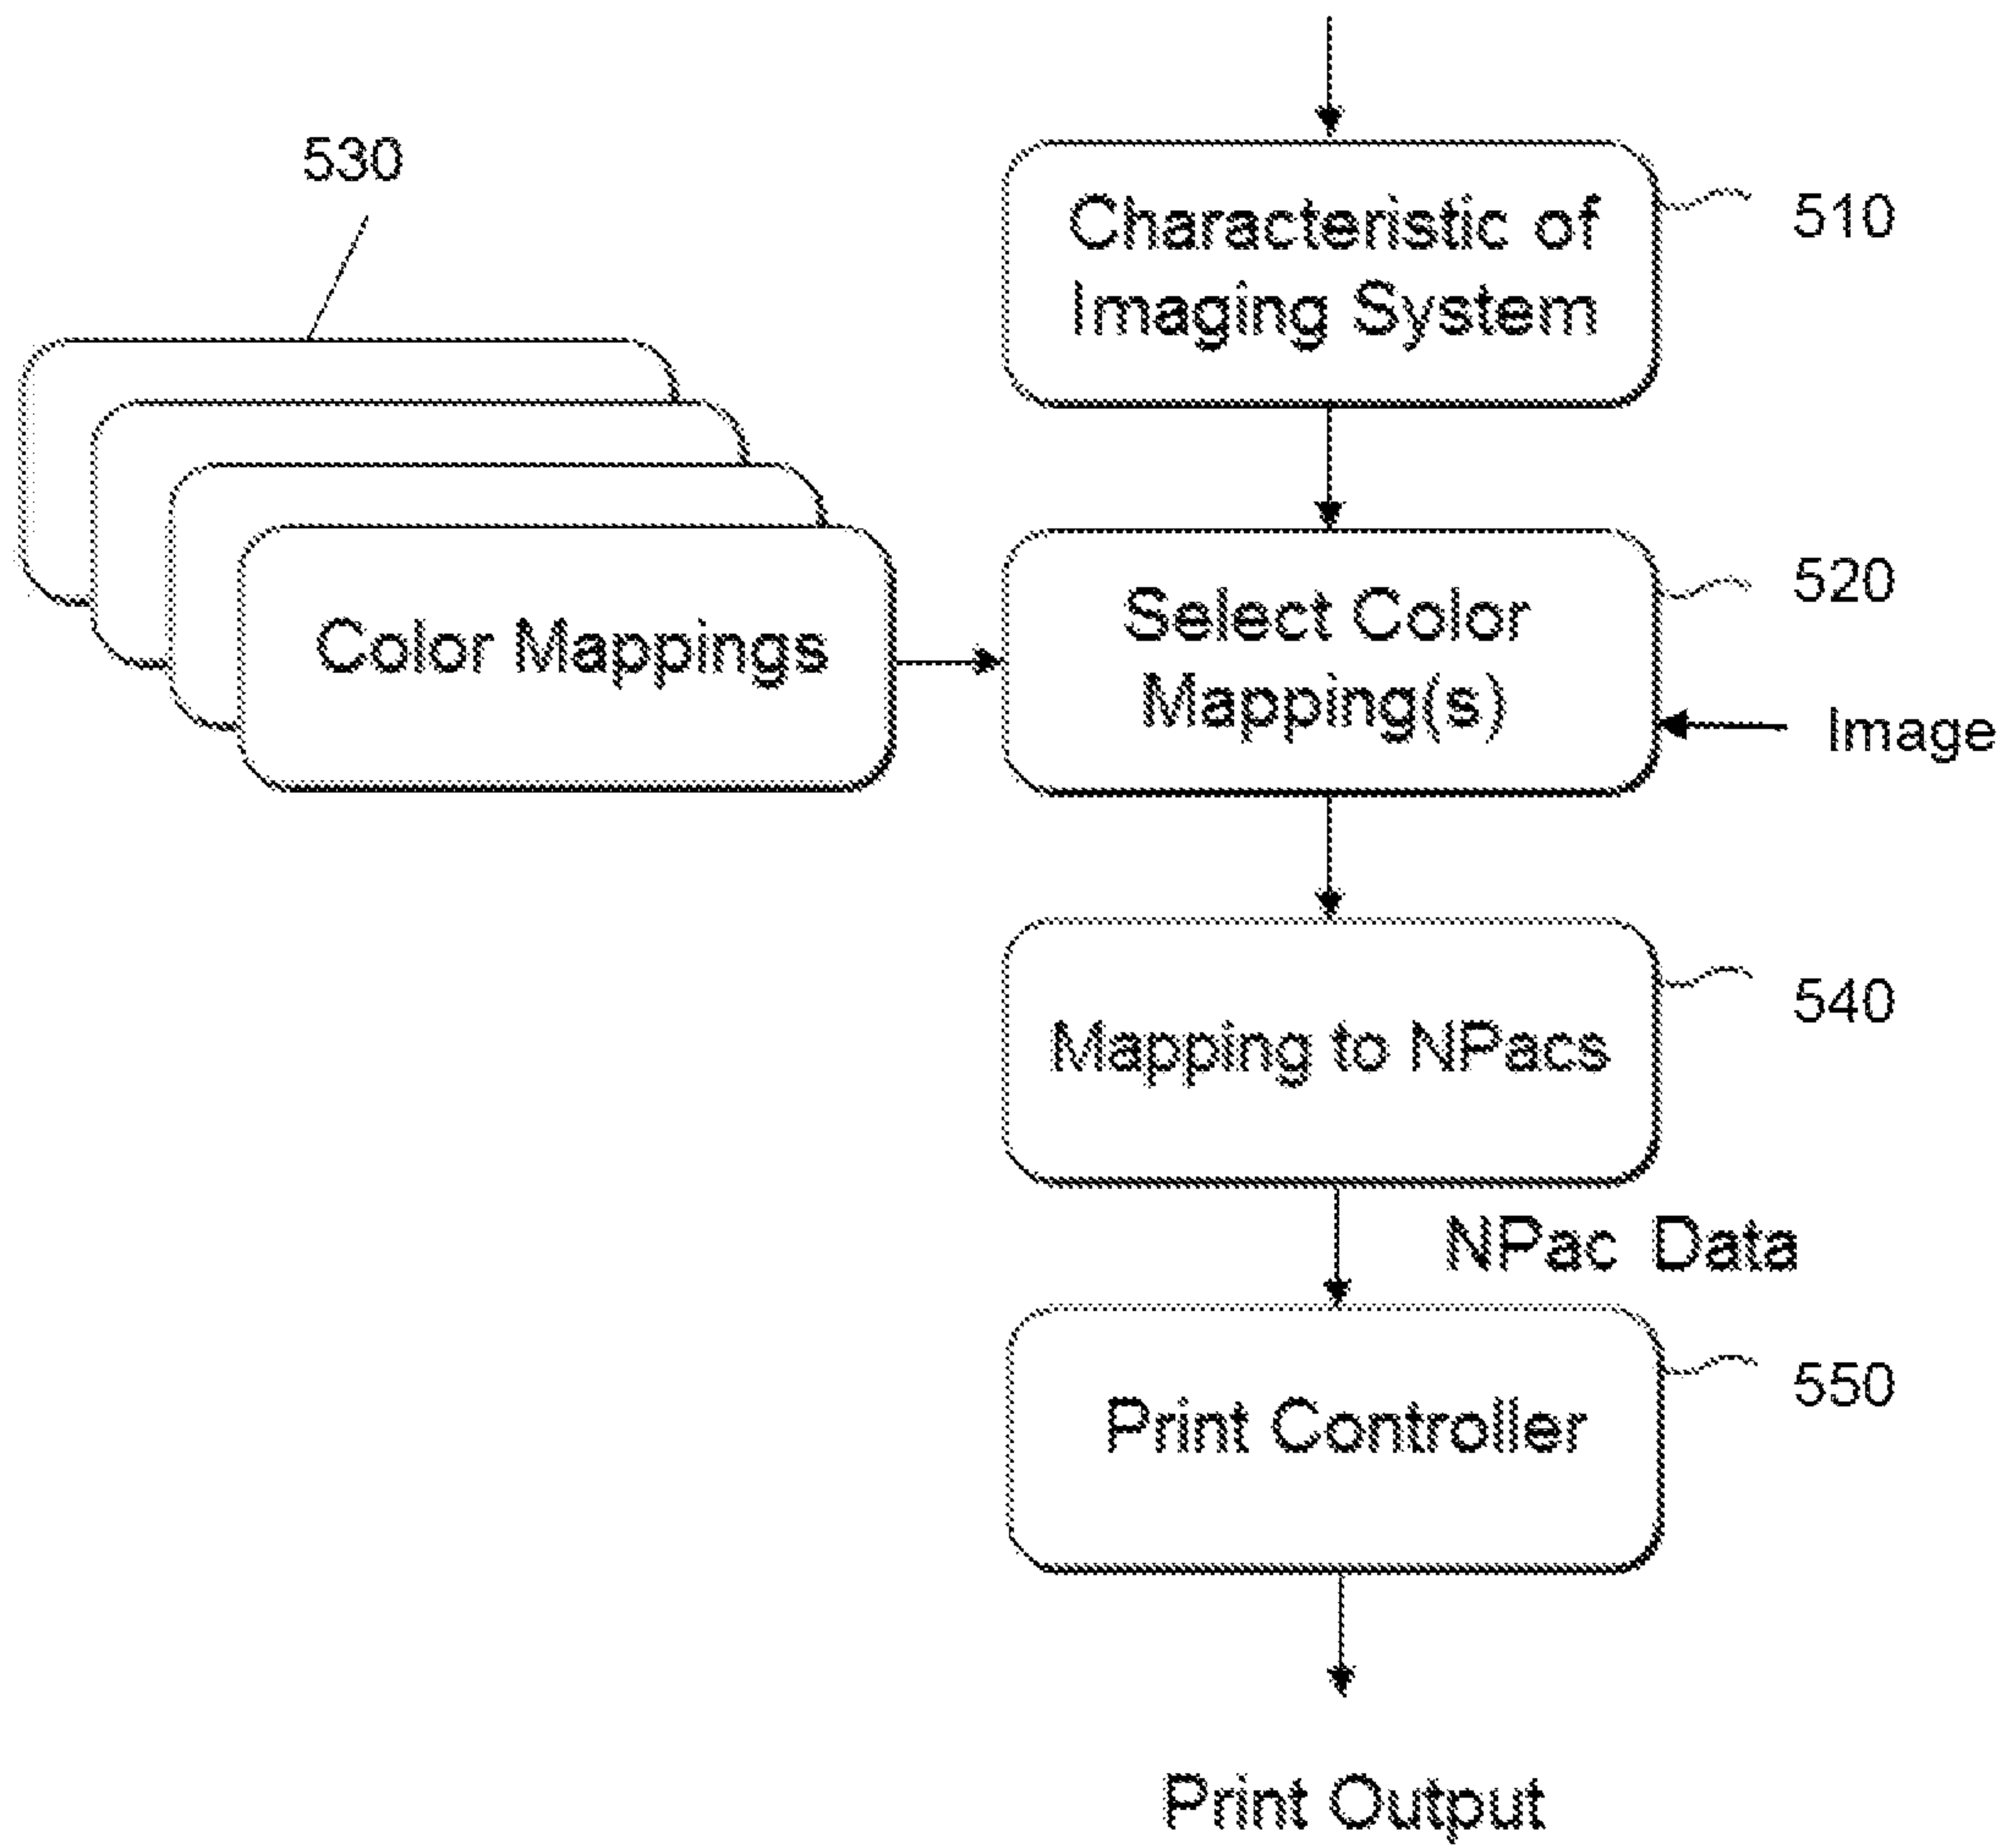 530
Characteristic of
Imaging System
510
Color Mappings
Select Color
Mapping(s)
520
Image
Mapping to NPacs
540
NPac Data
Print Controller
550
Print Output